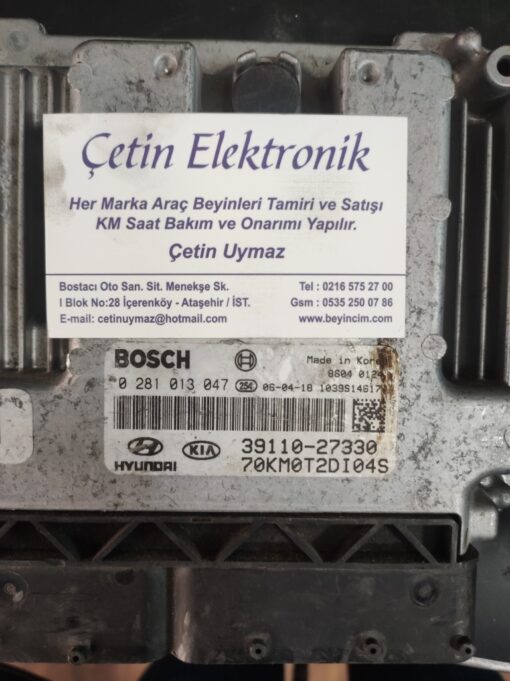 Çetin Elektronik
Her Marka Araç Beyinleri Tamiri ve Satışı
KM Saat Bakım ve Onarımı Yapılır.
Çetin Uymaz
Bostacı Oto San. Sit. Menekşe Sk.
I Blok No:28 İçerenköy - Ataşehir / İST.
E-mail: cetinuymaz@hotmail.com
Tel : 0216 575 27 00
Gsm : 0535 250 07 86
www.beyincim.com
BOSCH
Made in Korea
0 281 013 047
254
06-04-18
HYUNDAI
KIA
39110-27330
70KM0T2DI04S